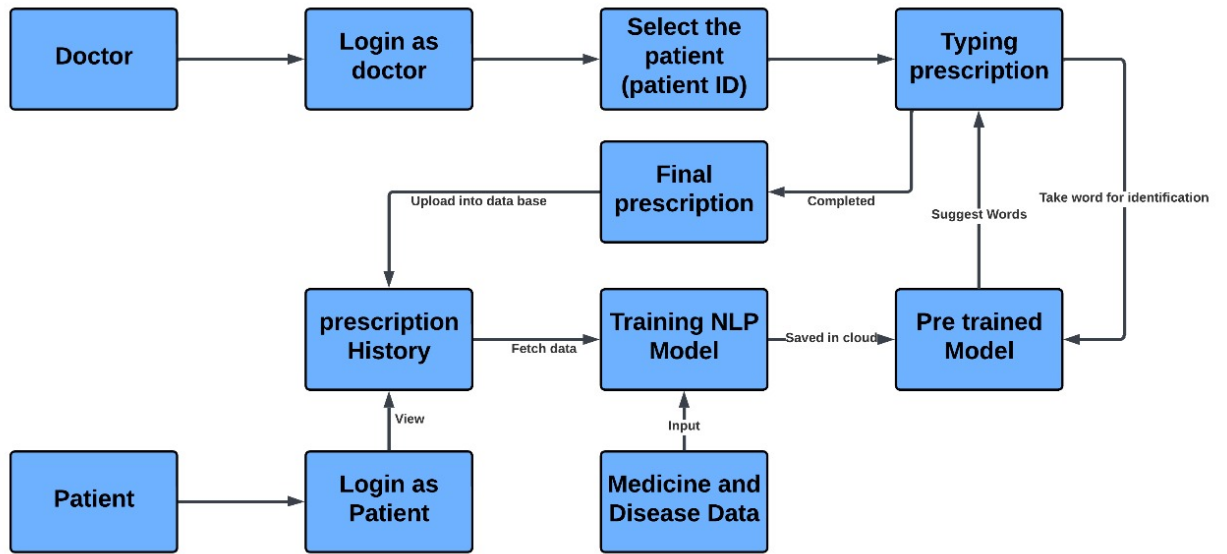 Doctor
Login as
doctor
Select the
patient
(patient ID)
Typing
prescription
Final
prescription
Upload into data base
Completed
Suggest Words
Take word for identification
prescription
History
Fetch data
Training NLP
Model
Saved in cloud
Pre trained
Model
View
Input
Patient
Login as
Patient
Medicine and
Disease Data